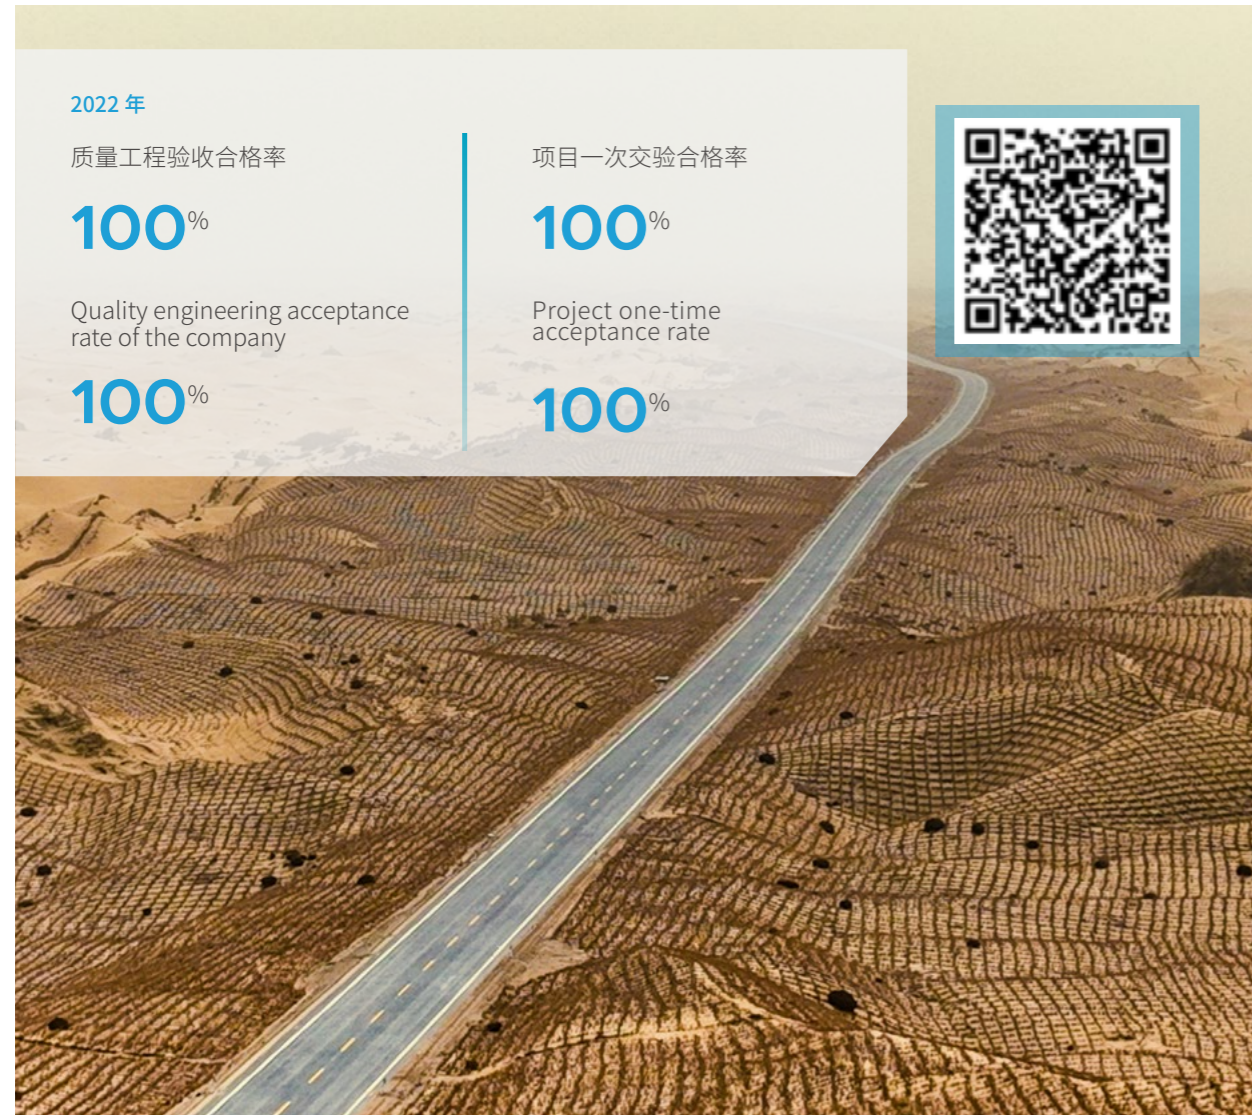 2022 年
质量工程验收合格率
100%
Quality engineering acceptance
rate of the company
100%
项目一次交验合格率
100%
Project one-time
acceptance rate
100%